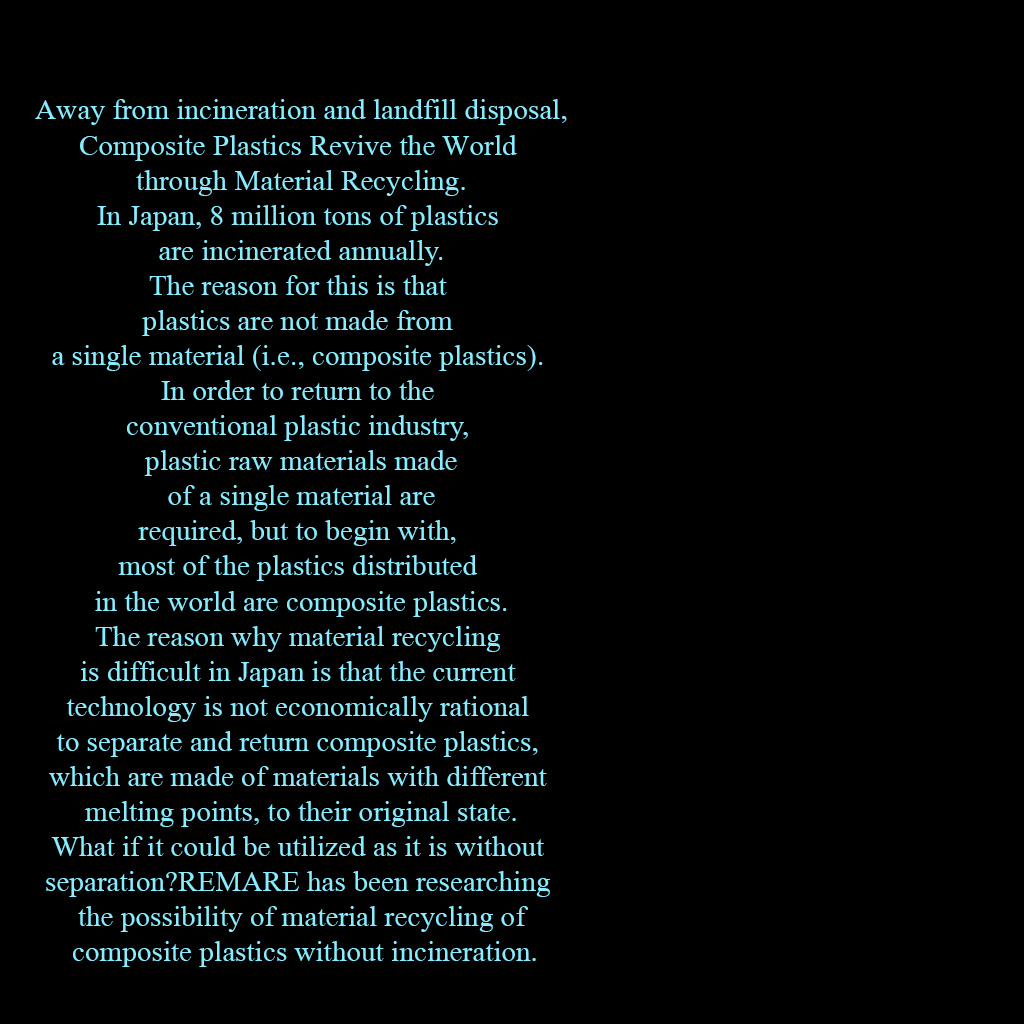 Away from incineration and landfill disposal,
Composite Plastics Revive the World
through Material Recycling.
In Japan, 8 million tons of plastics
are incinerated annually.
The reason for this is that
plastics are not made from
a single material (i.e., composite plastics).
In order to return to the
conventional plastic industry,
plastic raw materials made
of a single material are
required, but to begin with,
most of the plastics distributed
in the world are composite plastics.
The reason why material recycling
is difficult in Japan is that the current
technology is not economically rational
to separate and return composite plastics,
which are made of materials with different
melting points, to their original state.
What if it could be utilized as it is without
separation?REMARE has been researching
the possibility of material recycling of
composite plastics without incineration.